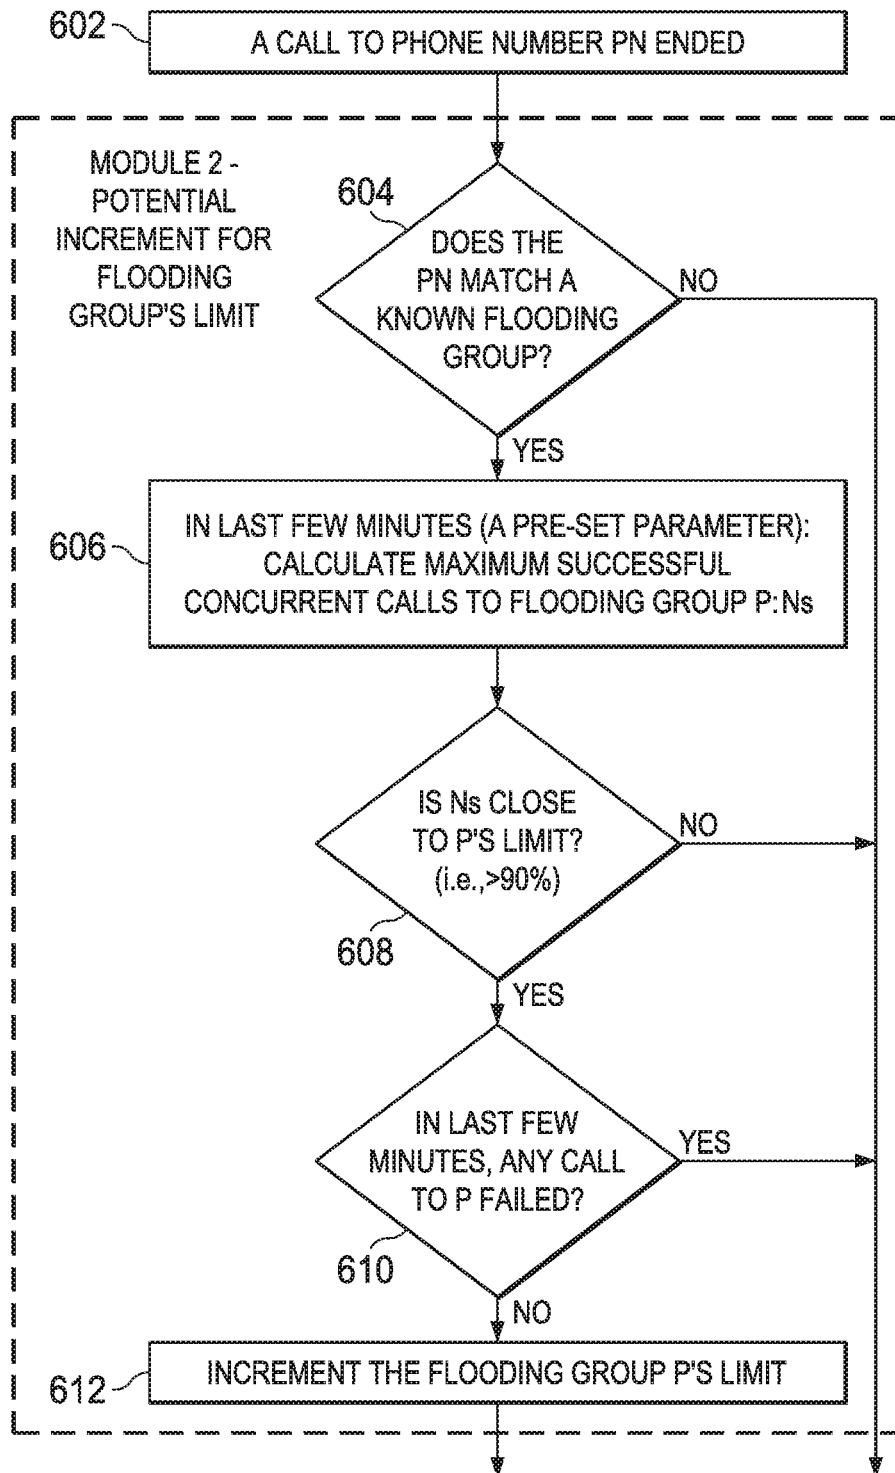 602
A CALL TO PHONE NUMBER PN ENDED
MODULE 2 -
POTENTIAL
INCREMENT FOR
FLOODING
GROUP'S LIMIT
604
DOES THE
PN MATCH A
KNOWN FLOODING
GROUP?
NO
YES
606
IN LAST FEW MINUTES (A PRE-SET PARAMETER):
CALCULATE MAXIMUM SUCCESSFUL
CONCURRENT CALLS TO FLOODING GROUP P: Ns
IS Ns CLOSE
TO P'S LIMIT?
(i.e.,>90%)
NO
608
YES
IN LAST FEW
MINUTES, ANY CALL
TO P FAILED?
YES
610
NO
612
INCREMENT THE FLOODING GROUP P'S LIMIT